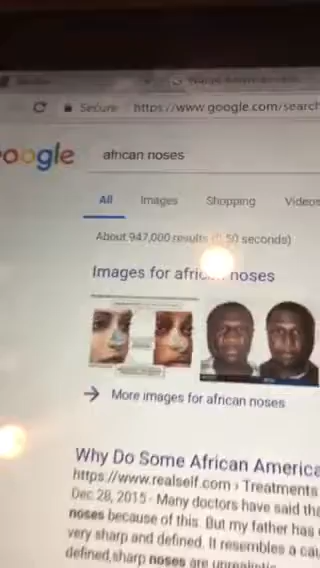 Secure https://www.google.com/search
oogle african noses
All Images Shopping Videos
About 947,000 results 50 seconds)
Images for noses
More images for african noses
Why Do Some African America
https://www.realself.com › Treatments
Dec 28, 2015 - Many doctors have said tha
noses because of this. But my father has
very sharp and defined. It resembles a
defined,sharp noses are